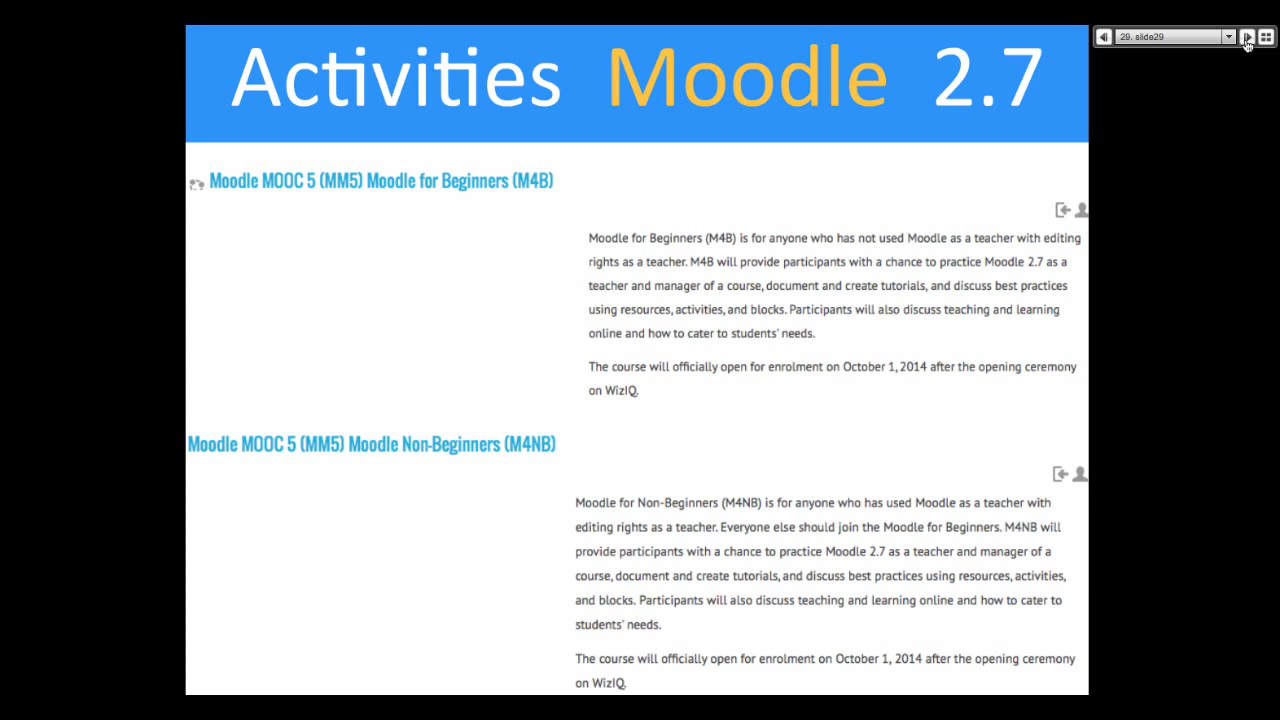 Activities Moodle 2.7
29. slide29
Moodle MOOC 5 (MM5) Moodle for Beginners (M4B)
Moodle for Beginners (M4B) is for anyone who has not used Moodle as a teacher with editing
rights as a teacher. M4B will provide participants with a chance to practice Moodle 2.7 as a
teacher and manager of a course, document and create tutorials, and discuss best practices
using resources, activities, and blocks. Participants will also discuss teaching and learning
online and how to cater to students' needs.
The course will officially open for enrolment on October 1, 2014 after the opening ceremony
on WizIQ.
Moodle MOOC 5 (MM5) Moodle Non-Beginners (M4NB)
Moodle for Non-Beginners (M4NB) is for anyone who has used Moodle as a teacher with
editing rights as a teacher. Everyone else should join the Moodle for Beginners. M4NB will
provide participants with a chance to practice Moodle 2.7 as a teacher and manager of a
course, document and create tutorials, and discuss best practices using resources, activities,
and blocks. Participants will also discuss teaching and learning online and how to cater to
students' needs.
The course will officially open for enrolment on October 1, 2014 after the opening ceremony
on WizIQ.